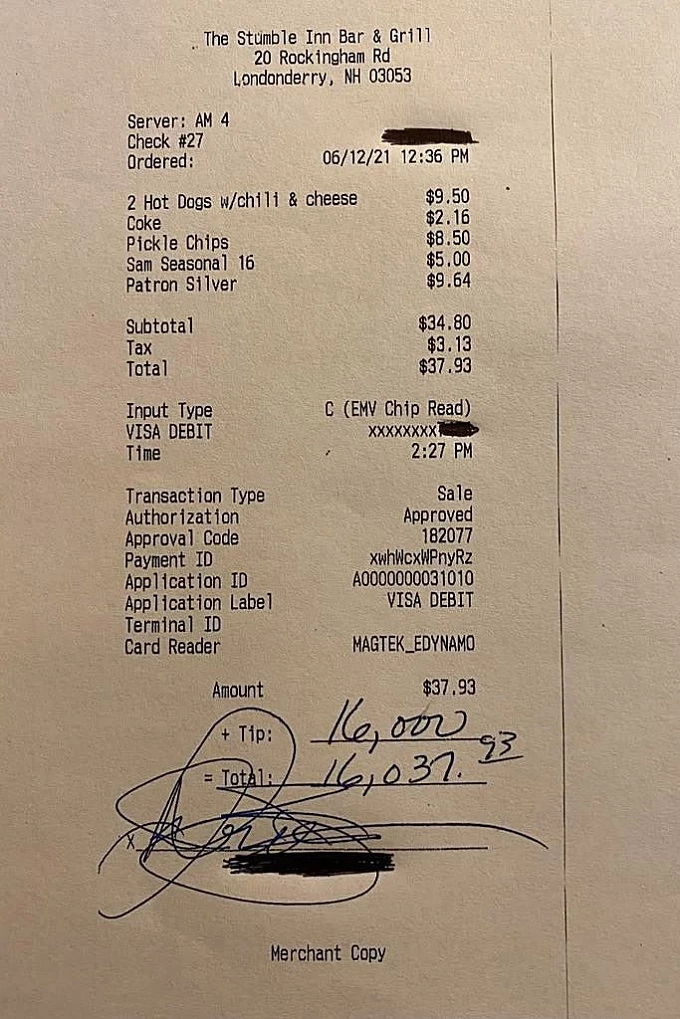 The Stumble Inn Bar & Grill
20 Rockingham Rd
Londonderry, NH 03053
Server: AM 4
Check #27
Ordered: 06/12/21 12:36 PM
2 Hot Dogs w/chili & cheese $9.50
Coke $2.16
Pickle Chips $8.50
Sam Seasonal 16 $5.00
Patron Silver $9.64
Subtotal $34.80
Tax $3.13
Total $37.93
Input Type C (EMV Chip Read)
VISA DEBIT xxxxxxxx
Time 2:27 PM
Transaction Type Sale
Authorization Approved
Approval Code 182077
Payment ID xwhWcxWPnyRz
Application ID A0000000031010
Application Label VISA DEBIT
Terminal ID
Card Reader MAGTEK_EDYNAMO
Amount $37.93
+ Tip: 16,000
= Total: 16,037.93
X
Merchant Copy